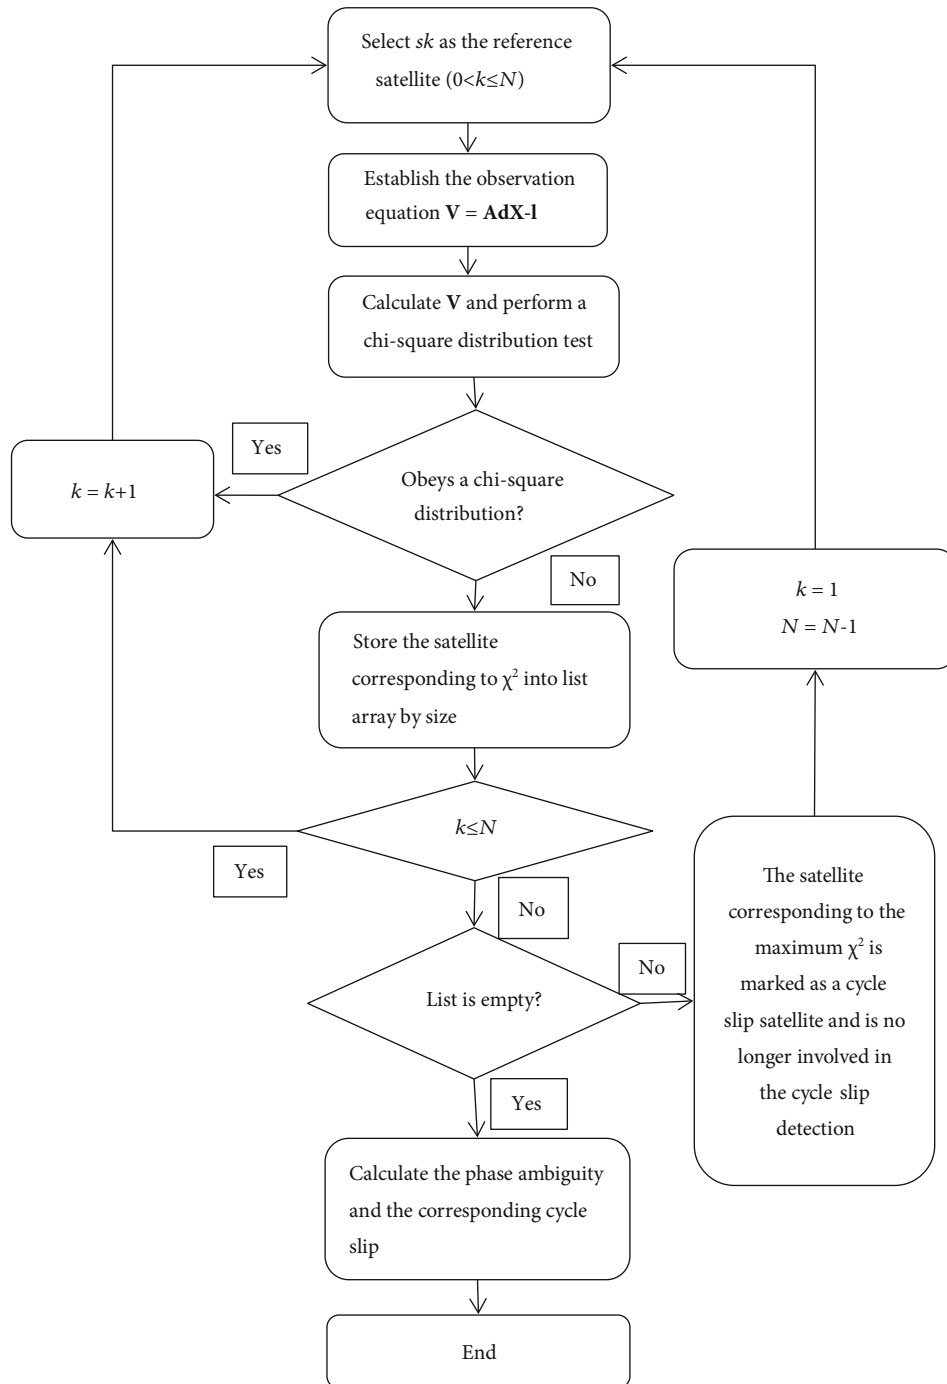 Select sk as the reference
satellite (0<k≤N)
Establish the observation
equation V = AdX-l
Calculate V and perform a
chi-square distribution test
Yes
k = k+1
Obeys a chi-square
distribution?
No
k = 1
N = N-1
Store the satellite
corresponding to χ² into list
array by size
k≤N
Yes
No
The satellite
corresponding to the
maximum χ² is
marked as a cycle
slip satellite and is no
longer involved in
the cycle slip
detection
No
List is empty?
Yes
Calculate the phase ambiguity
and the corresponding cycle
slip
End